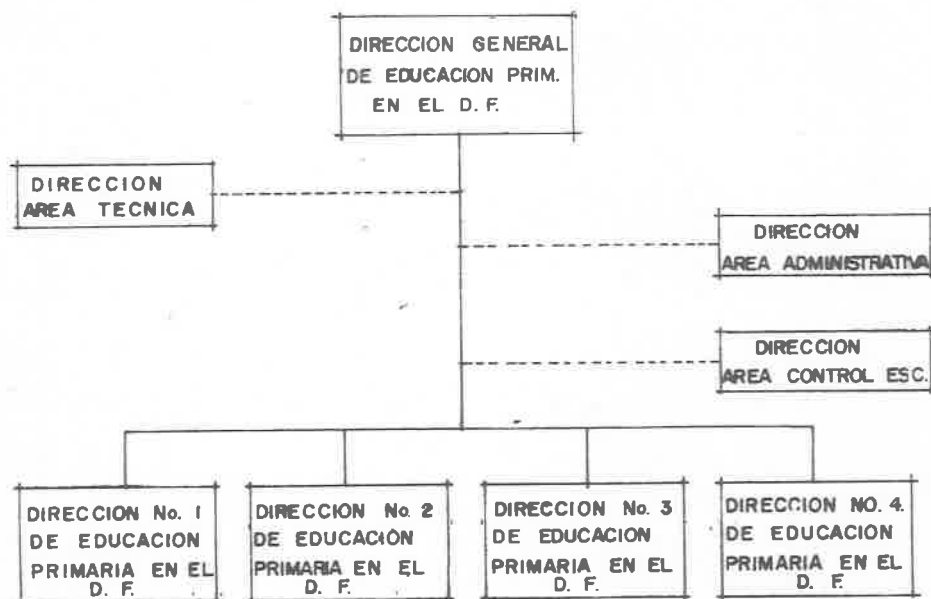 DIRECCION GENERAL
DE EDUCACION PRIM.
EN EL D. F.
DIRECCION
AREA TECNICA
DIRECCION
AREA ADMINISTRATIVA
DIRECCION
AREA CONTROL ESC.
DIRECCION No. 1
DE EDUCACION
PRIMARIA EN EL
D. F.
DIRECCION No. 2
DE EDUCACION
PRIMARIA EN EL
D. F.
DIRECCION No. 3
DE EDUCACION
PRIMARIA EN EL
D. F.
DIRECCION NO. 4.
DE EDUCACION
PRIMARIA EN EL
D. F.